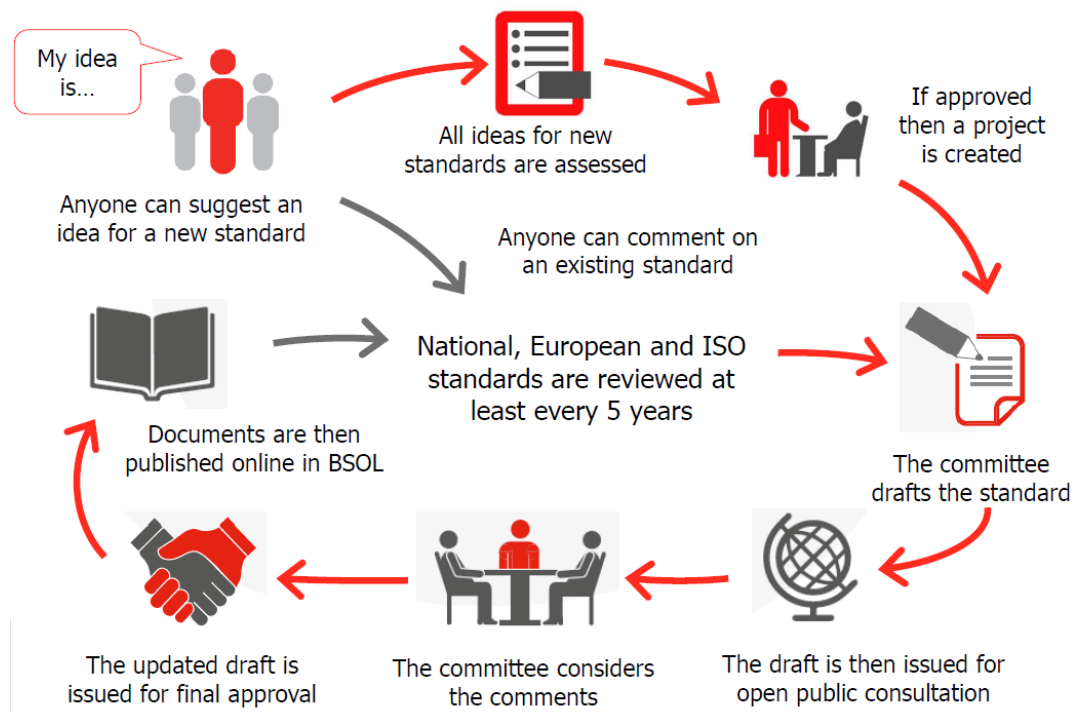 My idea
is...
Anyone can suggest an
idea for a new standard
All ideas for new
standards are assessed
If approved
then a project
is created
Anyone can comment on
an existing standard
National, European and ISO
standards are reviewed at
least every 5 years
The committee
drafts the standard
The draft is then issued for
open public consultation
The committee considers
the comments
The updated draft is
issued for final approval
Documents are then
published online in BSOL